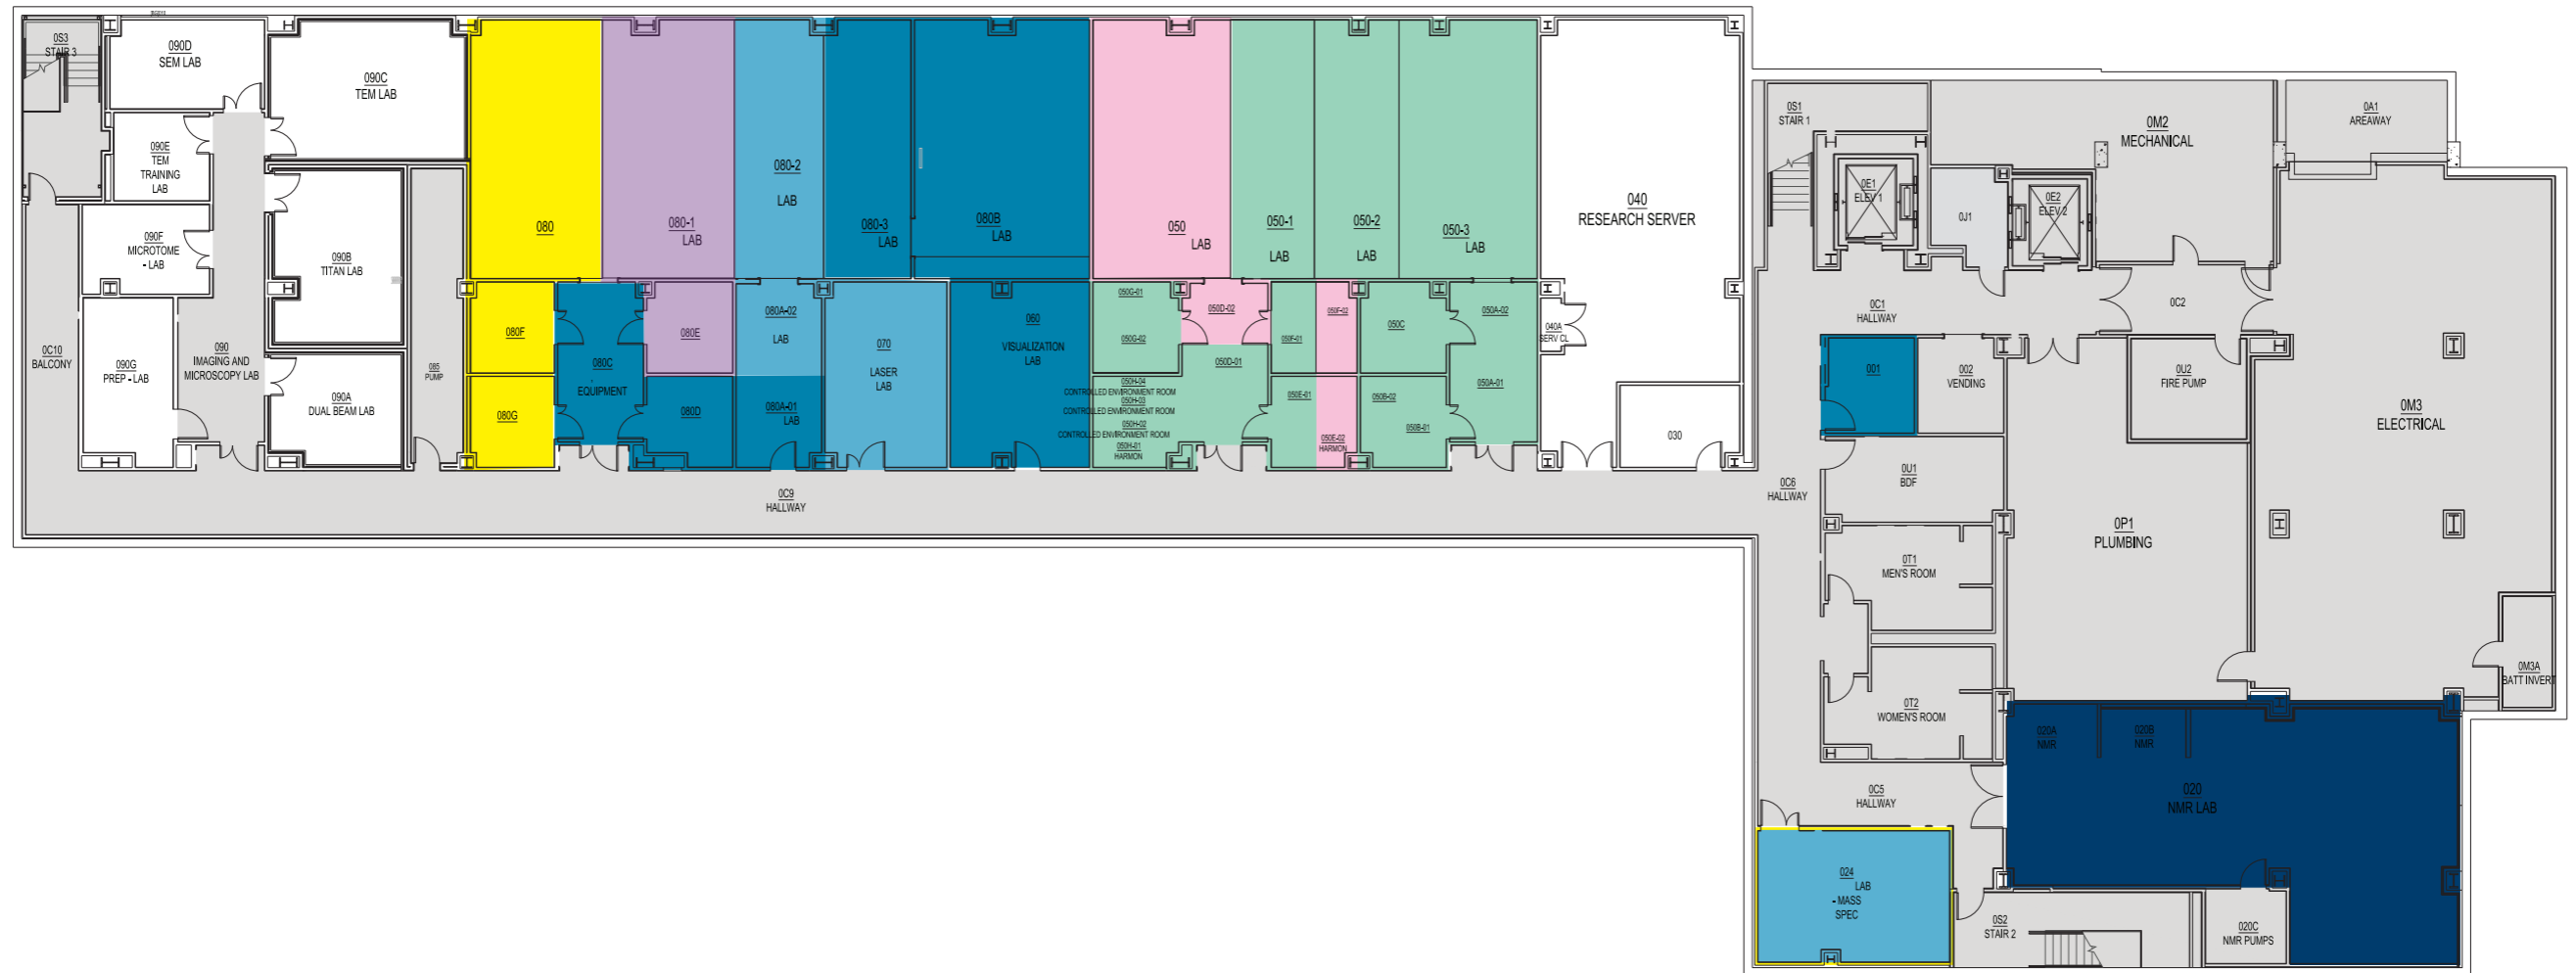 0S3
STAIR 3
090D
SEM LAB
090C
TEM LAB
090E
TEM
TRAINING
LAB
090F
MICROTOME
- LAB
090B
TITAN LAB
090G
PREP - LAB
090
IMAGING AND
MICROSCOPY LAB
090A
DUAL BEAM LAB
0C10
BALCONY
085
PUMP
080
080-1
LAB
080-2
LAB
080-3
LAB
080B
LAB
050
LAB
050-1
LAB
050-2
LAB
050-3
LAB
040
RESEARCH SERVER
080F
080G
080C
EQUIPMENT
080E
080D
080A-02
LAB
080A-01
LAB
070
LASER
LAB
060
VISUALIZATION
LAB
050G-01
050G-02
050D-02
050D-01
050H-04
CONTROLLED ENVIRONMENT ROOM
050H-03
CONTROLLED ENVIRONMENT ROOM
050H-02
CONTROLLED ENVIRONMENT ROOM
050H-01
HARMON
050F-01
050F-02
050E-01
050E-02
HARMON
050C
050B-02
050B-01
050A-02
050A-01
040A
SERV CL
030
0C9
HALLWAY
0S1
STAIR 1
0E1
ELEV 1
0J1
0E2
ELEV 2
0M2
MECHANICAL
0A1
AREAWAY
0C1
HALLWAY
0C2
001
002
VENDING
0U2
FIRE PUMP
0M3
ELECTRICAL
0U1
BDF
0C6
HALLWAY
0P1
PLUMBING
0T1
MEN'S ROOM
0T2
WOMEN'S ROOM
0M3A
BATT INVERT
020A
NMR
020B
NMR
020
NMR LAB
0C5
HALLWAY
024
LAB
- MASS
SPEC
0S2
STAIR 2
020C
NMR PUMPS